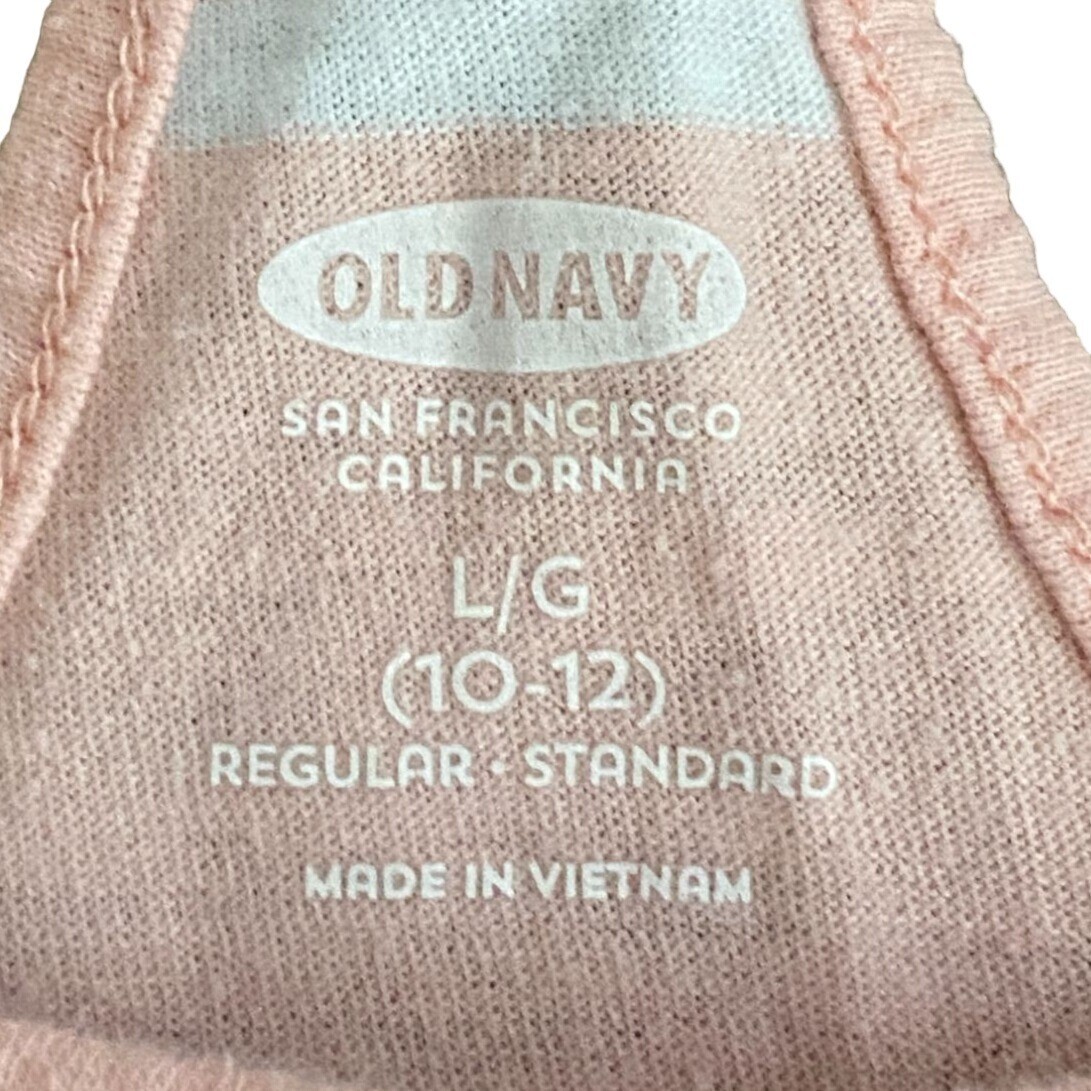 OLD NAVY
SAN FRANCISCO
CALIFORNIA
L/G
(10-12)
REGULAR • STANDARD
MADE IN VIETNAM